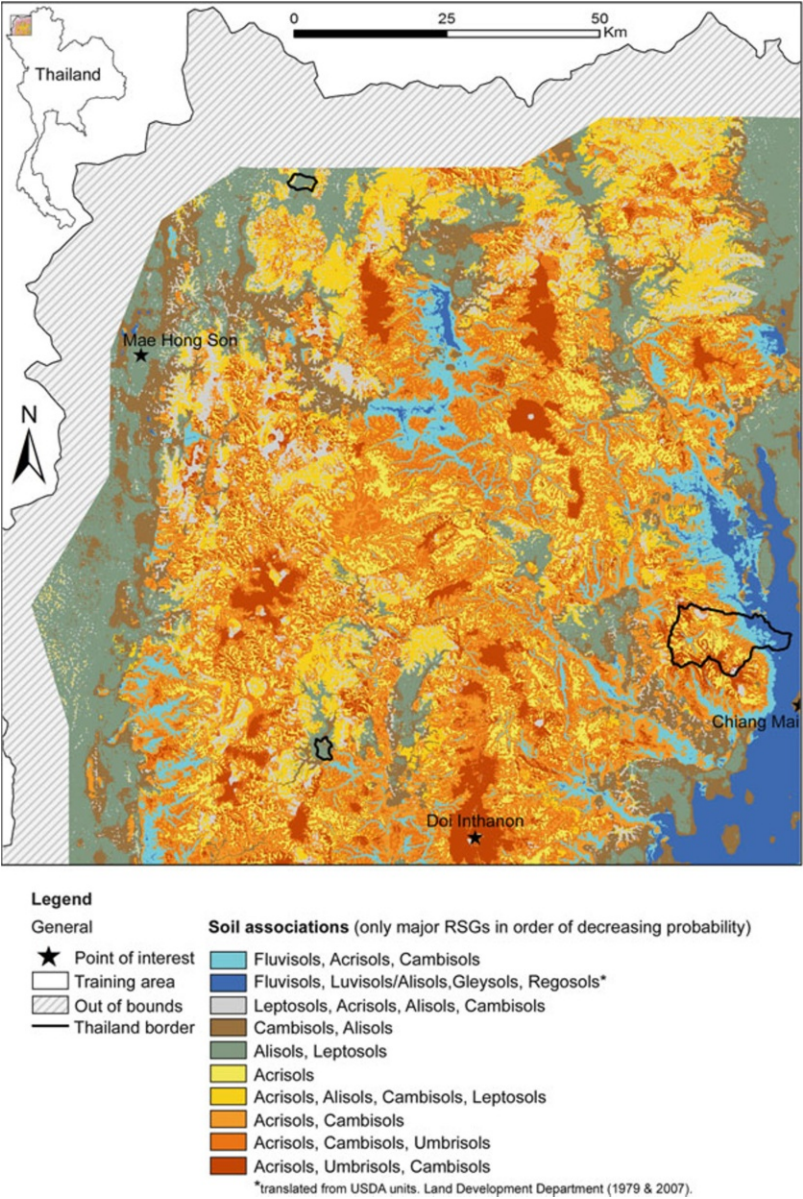 0 25 50
Km
Thailand
Mae Hong Son
N
Chiang Mai
Doi Inthanon
Legend
General
Point of interest
Training area
Out of bounds
Thailand border
Soil associations (only major RSGs in order of decreasing probability)
Fluvisols, Acrisols, Cambisols
Fluvisols, Luvisols/Alisols,Gleysols, Regosols*
Leptosols, Acrisols, Alisols, Cambisols
Cambisols, Alisols
Alisols, Leptosols
Acrisols
Acrisols, Alisols, Cambisols, Leptosols
Acrisols, Cambisols
Acrisols, Cambisols, Umbrisols
Acrisols, Umbrisols, Cambisols
*translated from USDA units. Land Development Department (1979 & 2007).